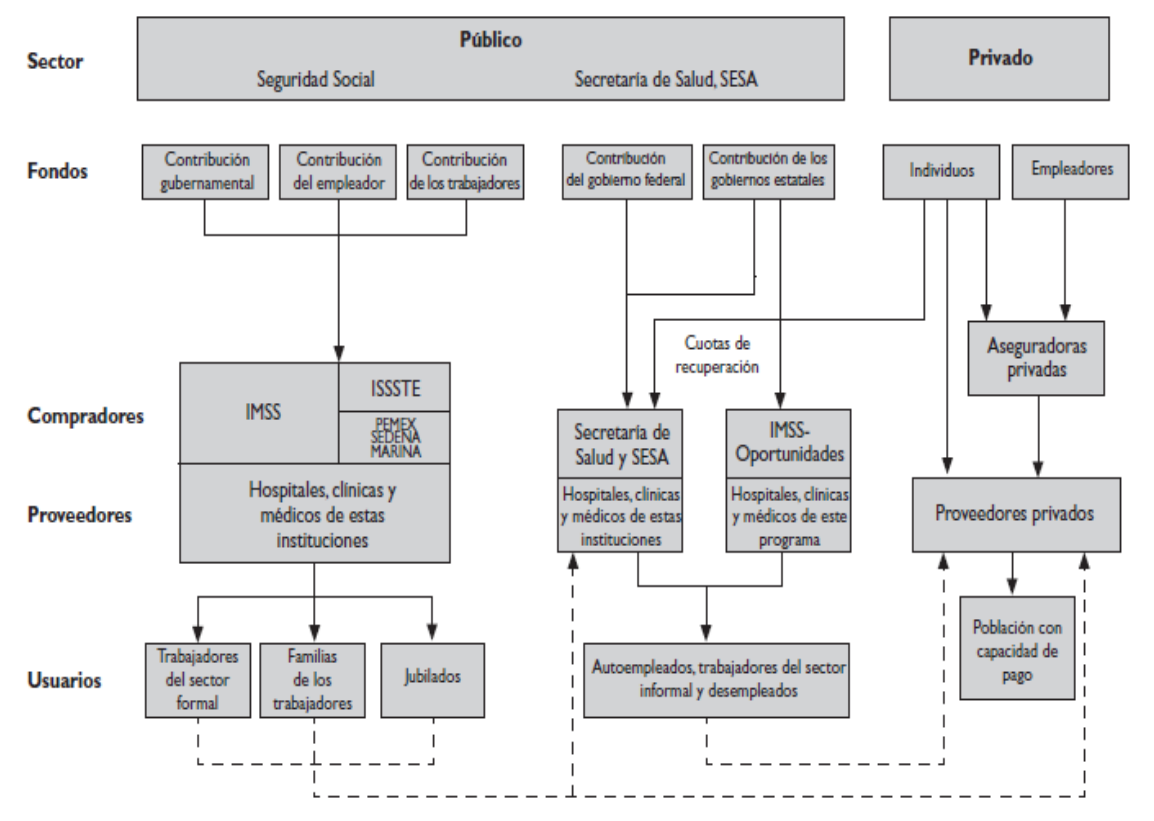 Sector
Público
Seguridad Social
Secretaría de Salud, SESA
Privado
Fondos
Contribución
gubernamental
Contribución
del empleador
Contribución
de los trabajadores
Contribución
del gobierno federal
Contribución de los
gobiernos estatales
Individuos
Empleadores
Cuotas de
recuperación
Aseguradoras
privadas
Compradores
IMSS
ISSSTE
PEMEX
SEDENA
MARINA
Secretaría de
Salud y SESA
IMSS-
Oportunidades
Proveedores
Hospitales, clínicas y
médicos de estas
instituciones
Hospitales, clínicas
y médicos de estas
instituciones
Hospitales, clínicas
y médicos de este
programa
Proveedores privados
Usuarios
Trabajadores
del sector
formal
Familias
de los
trabajadores
Jubilados
Autoempleados, trabajadores del sector
informal y desempleados
Población con
capacidad de
pago